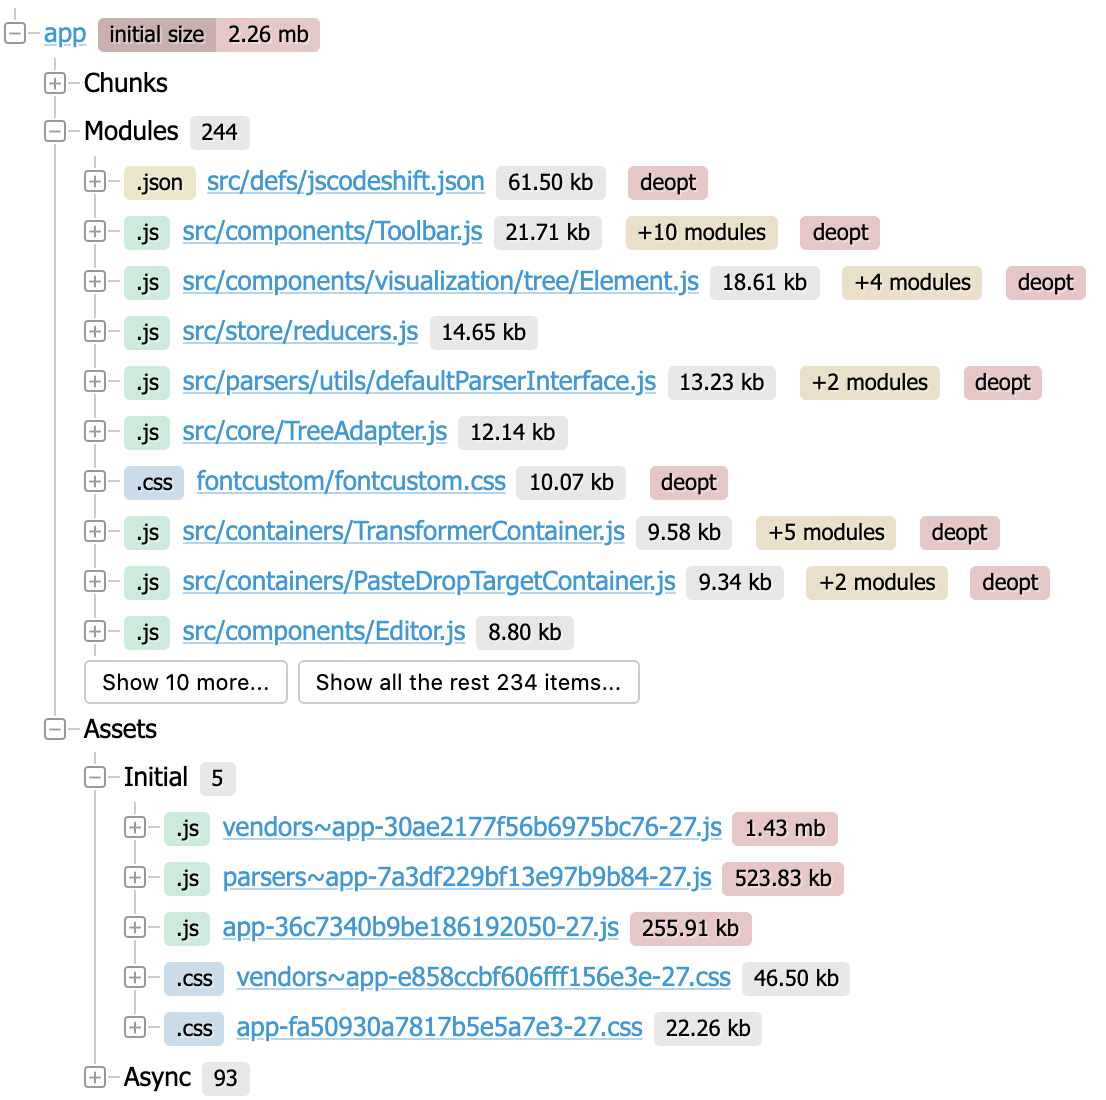 app initial size 2.26 mb
Chunks
Modules 244
.json src/defs/jscodeshift.json 61.50 kb deopt
.js src/components/Toolbar.js 21.71 kb +10 modules deopt
.js src/components/visualization/tree/Element.js 18.61 kb +4 modules deopt
.js src/store/reducers.js 14.65 kb
.js src/parsers/utils/defaultParserInterface.js 13.23 kb +2 modules deopt
.js src/core/TreeAdapter.js 12.14 kb
.css fontcustom/fontcustom.css 10.07 kb deopt
.js src/containers/TransformerContainer.js 9.58 kb +5 modules deopt
.js src/containers/PasteDropTargetContainer.js 9.34 kb +2 modules deopt
.js src/components/Editor.js 8.80 kb
Show 10 more... Show all the rest 234 items...
Assets
Initial 5
.js vendors~app-30ae2177f56b6975bc76-27.js 1.43 mb
.js parsers~app-7a3df229bf13e97b9b84-27.js 523.83 kb
.js app-36c7340b9be186192050-27.js 255.91 kb
.css vendors~app-e858ccbf606fff156e3e-27.css 46.50 kb
.css app-fa50930a7817b5e5a7e3-27.css 22.26 kb
Async 93